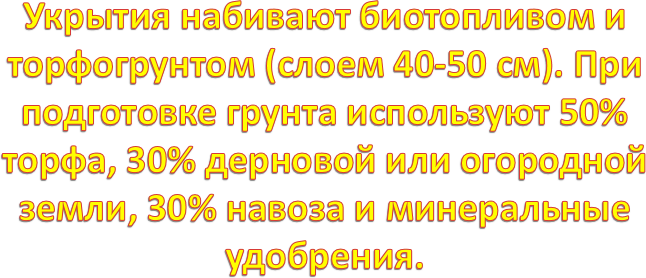 Укрытия набивают биотопливом и
торфогрунтом (слоем 40-50 см). При
подготовке грунта используют 50%
торфа, 30% дерновой или огородной
земли, 30% навоза и минеральные
удобрения.